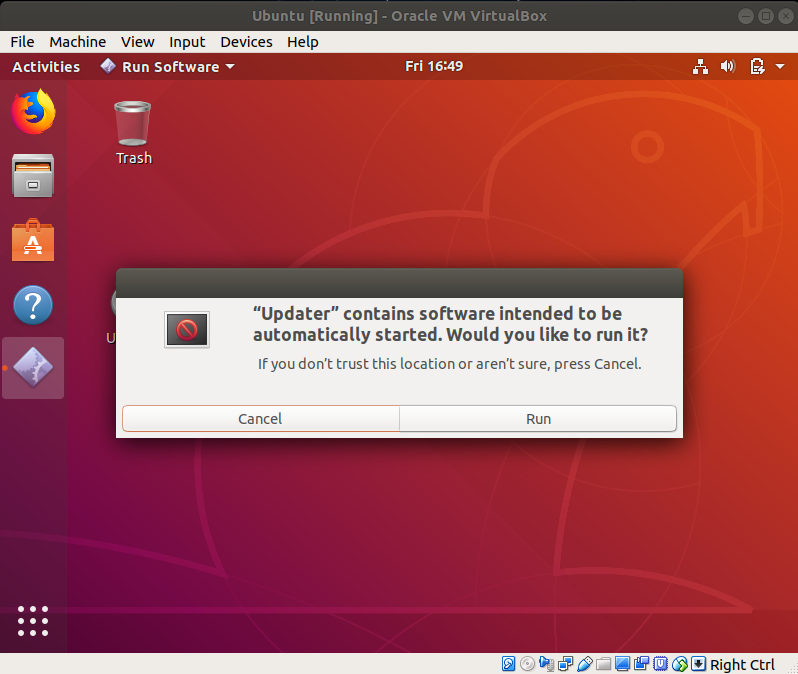 Ubuntu [Running] - Oracle VM VirtualBox
File Machine View Input Devices Help
Activities Run Software Fri 16:49
Trash
U
“Updater” contains software intended to be
automatically started. Would you like to run it?
If you don’t trust this location or aren’t sure, press Cancel.
Cancel Run
Right Ctrl